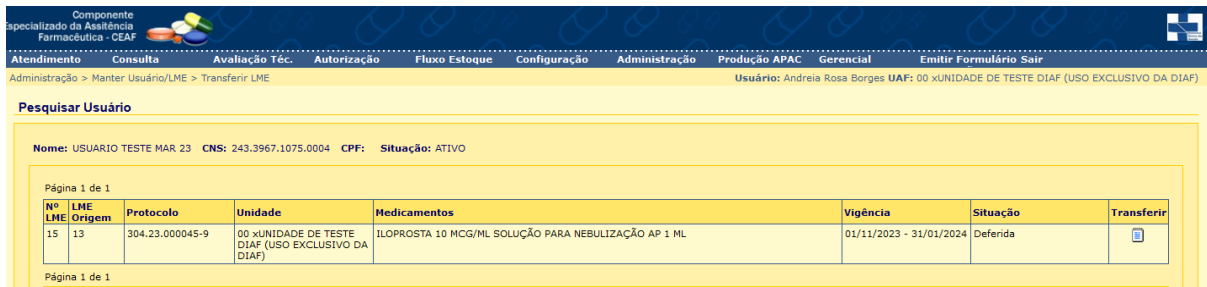 Componente
Especializado da Assitência
Farmacêutica - CEAF
Atendimento Consulta Avaliação Téc. Autorização Fluxo Estoque Configuração Administração Produção APAC Gerencial Emitir Formulário Sair
Administração > Manter Usuário/LME > Transferir LME Usuário: Andreia Rosa Borges UAF: 00 xUNIDADE DE TESTE DIAF (USO EXCLUSIVO DA DIAF)
Pesquisar Usuário
Nome: USUARIO TESTE MAR 23 CNS: 243.3967.1075.0004 CPF: Situação: ATIVO
Página 1 de 1
Nº LME LME Origem Protocolo Unidade Medicamentos Vigência Situação Transferir
15 13 304.23.000045-9 00 xUNIDADE DE TESTE ILOPROSTA 10 MCG/ML SOLUÇÃO PARA NEBULIZAÇÃO AP 1 ML 01/11/2023 - 31/01/2024 Deferida
DIAF (USO EXCLUSIVO DA
DIAF)
Página 1 de 1